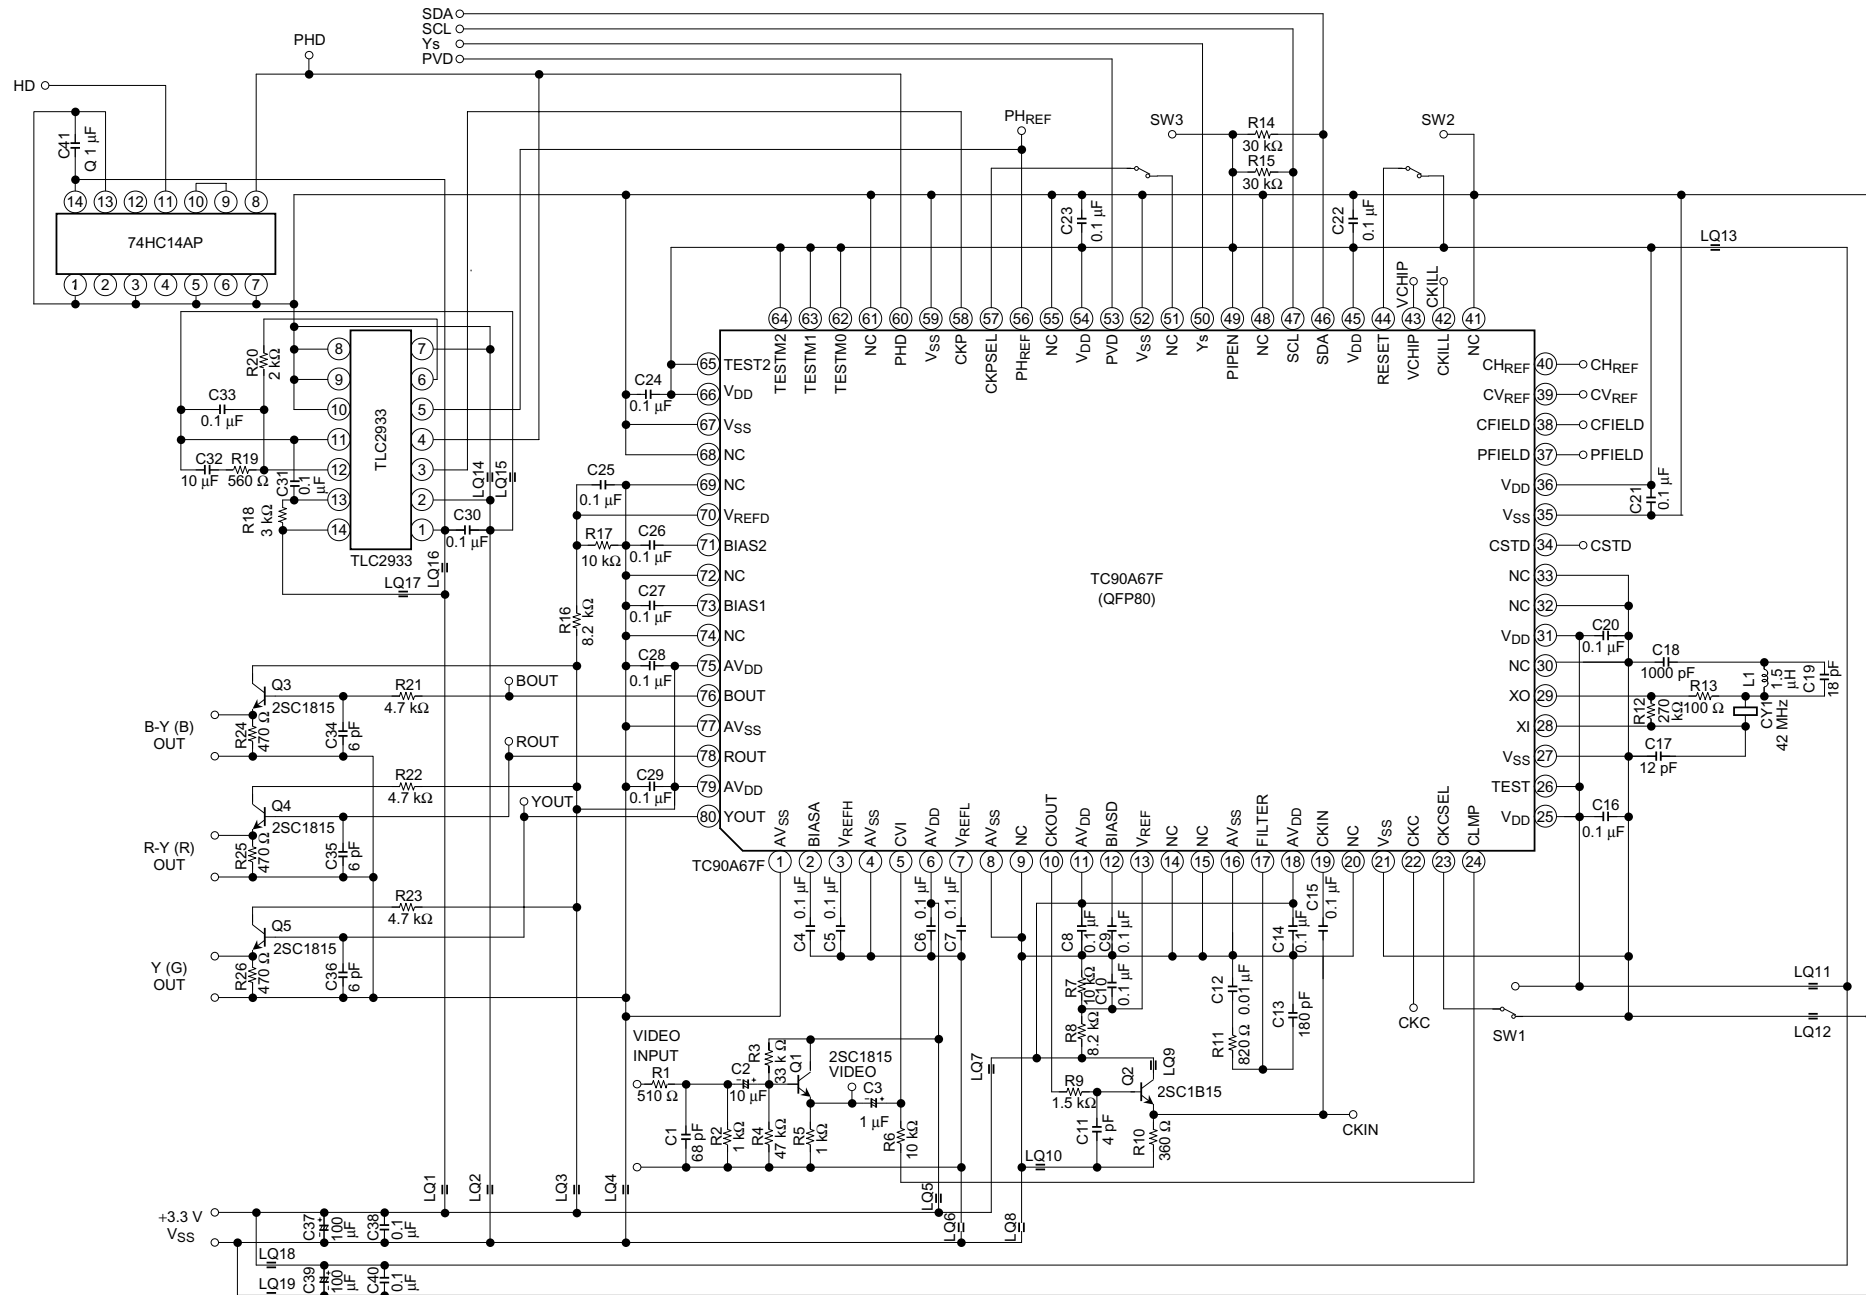 SDA
SCL
Ys
PVD
PHD
HD
PHREF
SW3
SW2
R14
30 kΩ
R15
30 kΩ
C41
Q 1 µF
14 13 12 11 10 9 8
74HC14AP
1 2 3 4 5 6 7
C23
0.1 µF
C22
0.1 µF
LQ13
VCHIP
CKILL
64 63 62 61 60 59 58 57 56 55 54 53 52 51 50 49 48 47 46 45 44 43 42 41
TESTM2 TESTM1 TESTM0 NC PHD VSS CKP CKPSEL PHREF NC VDD PVD VSS NC Ys PIPEN NC SCL SDA VDD RESET VCHIP CKILL NC
R20
2 kΩ
C33
0.1 µF
C32
10 µF
R19
560 Ω
C31
0.1 µF
R18
3 kΩ
8 7
9 6
10 5
11 4
12 3
13 2
14 1
TLC2933
TLC2933
LQ14
LQ15
C30
0.1 µF
LQ16
LQ17
65 TEST2
66 VDD
67 VSS
68 NC
69 NC
70 VREFD
71 BIAS2
72 NC
73 BIAS1
74 NC
75 AVDD
76 BOUT
77 AVSS
78 ROUT
79 AVDD
80 YOUT
C24
0.1 µF
C25
0.1 µF
R17
10 kΩ
C26
0.1 µF
C27
0.1 µF
R16
8.2 kΩ
C28
0.1 µF
C29
0.1 µF
TC90A67F
(QFP80)
CHREF 40 CHREF
CVREF 39 CVREF
CFIELD 38 CFIELD
PFIELD 37 PFIELD
VDD 36
VSS 35
CSTD 34 CSTD
NC 33
NC 32
VDD 31
NC 30
XO 29
XI 28
VSS 27
TEST 26
VDD 25
C21
0.1 µF
C20
0.1 µF
C18
1000 pF
L1
1.5 µH
C19
18 pF
R13
100 Ω
R12
270 kΩ
CY1
42 MHz
C17
12 pF
C16
0.1 µF
Q3
2SC1815
R21
4.7 kΩ
BOUT
B-Y (B)
OUT
R24
470 Ω
C34
6 pF
ROUT
R22
4.7 kΩ
Q4
2SC1815
YOUT
R-Y (R)
OUT
R25
470 Ω
C35
6 pF
R23
4.7 kΩ
Q5
2SC1815
Y (G)
OUT
R26
470 Ω
C36
6 pF
AVSS BIASA VREFH AVSS CVI AVDD VREFL AVSS NC CKOUT AVDD BIASD VREF NC NC AVSS FILTER AVDD CKIN NC VSS CKC CKCSEL CLMP
TC90A67F
1 2 3 4 5 6 7 8 9 10 11 12 13 14 15 16 17 18 19 20 21 22 23 24
C4
0.1 µF
C5
0.1 µF
C6
0.1 µF
C7
0.1 µF
C8
0.1 µF
C9
0.1 µF
C14
0.1 µF
C15
0.1 µF
R7
10 kΩ
C10
0.1 µF
C12
0.01 µF
C13
180 pF
R8
8.2 kΩ
R11
820 Ω
CKC
SW1
LQ11
LQ12
VIDEO
INPUT
R1
510 Ω
C2
10 µF
R3
33 kΩ
Q1
2SC1815
VIDEO
C3
1 µF
C1
68 pF
R2
1 kΩ
R4
47 kΩ
R5
1 kΩ
R6
10 kΩ
LQ7
R9
1.5 kΩ
Q2
LQ9
2SC1B15
C11
4 pF
R10
360 Ω
CKIN
LQ10
LQ1
LQ2
LQ3
LQ4
LQ5
LQ6
LQ8
+3.3 V
VSS
C37
100 µF
C38
0.1 µF
LQ18
LQ19
C39
100 µF
C40
0.1 µF